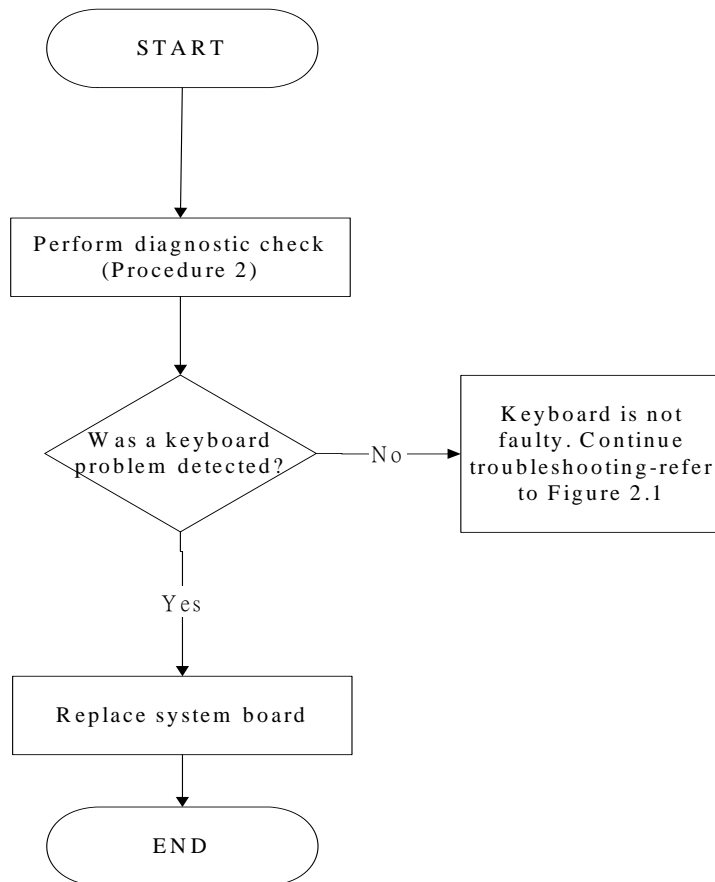 START
Perform diagnostic check
(Procedure 2)
Was a keyboard
problem detected?
No
Keyboard is not
faulty. Continue
troubleshooting-refer
to Figure 2.1
Yes
Replace system board
END